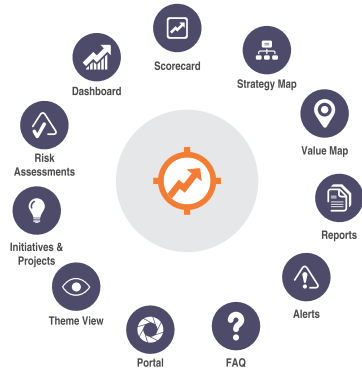 Scorecard
Strategy Map
Value Map
Reports
Alerts
FAQ
Portal
Theme View
Initiatives &
Projects
Risk
Assessments
Dashboard